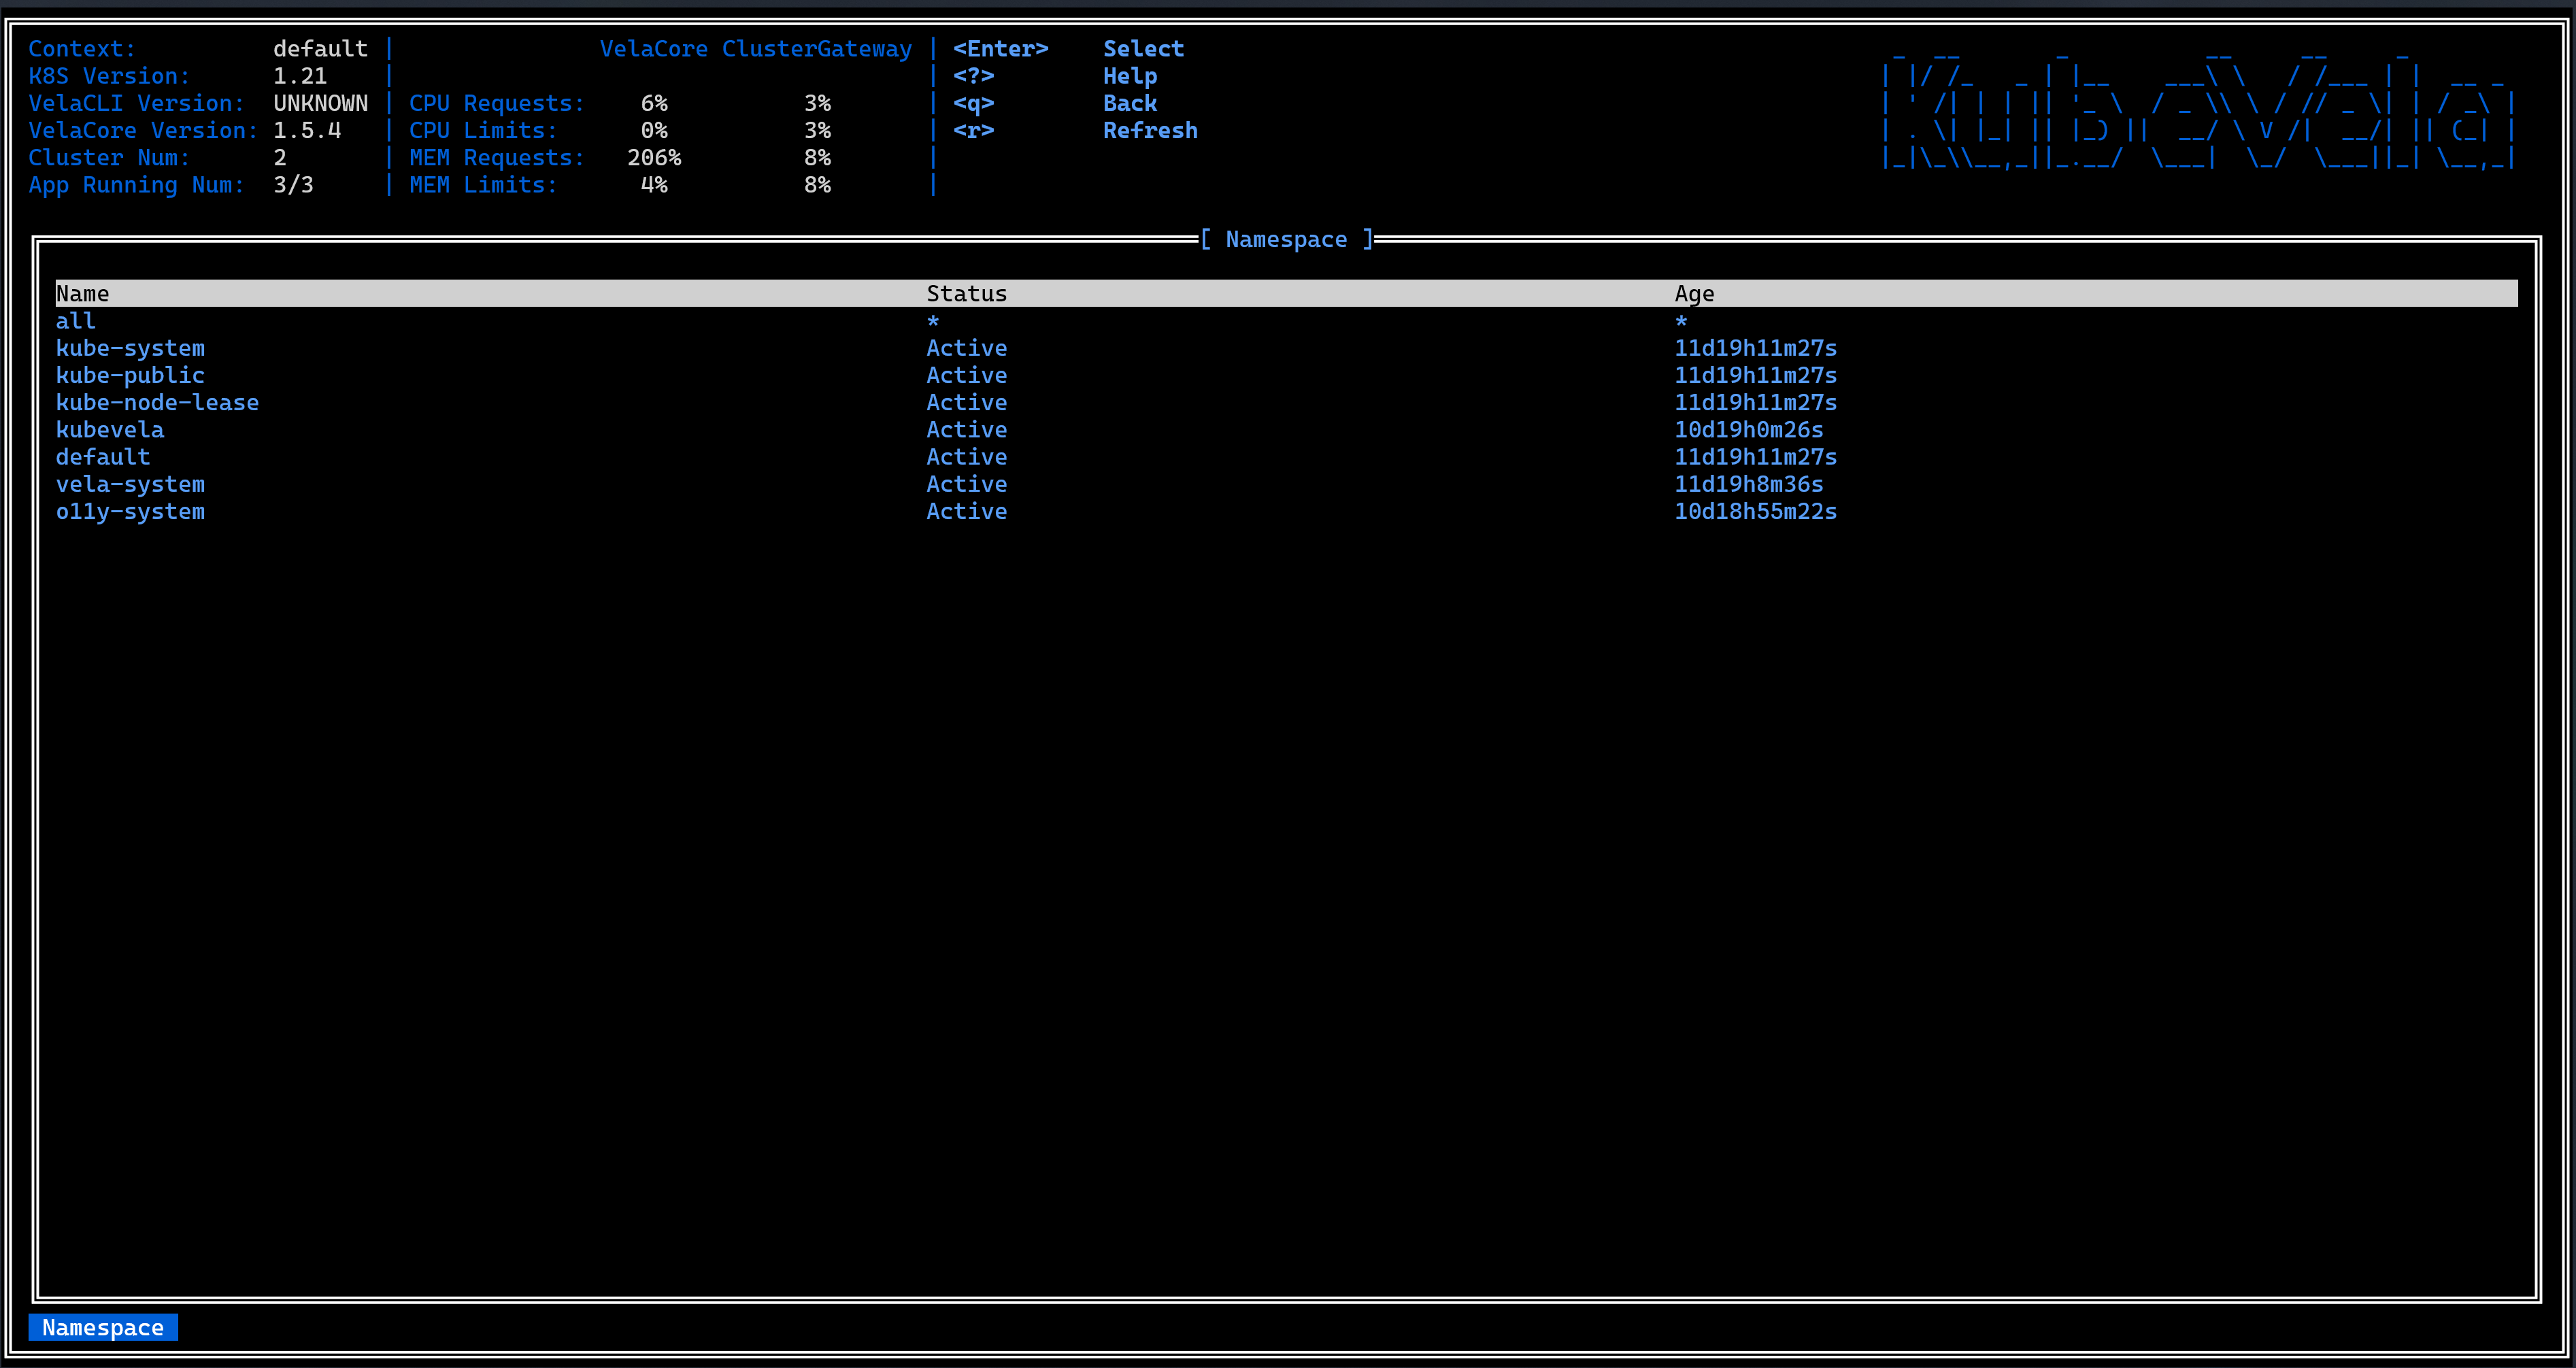 Context: default | VelaCore ClusterGateway | <Enter> Select
K8S Version: 1.21 | | <?> Help
VelaCLI Version: UNKNOWN | CPU Requests: 6% 3% | <q> Back
VelaCore Version: 1.5.4 | CPU Limits: 0% 3% | <r> Refresh
Cluster Num: 2 | MEM Requests: 206% 8% |
App Running Num: 3/3 | MEM Limits: 4% 8% |
KubeVela
[ Namespace ]
Name Status Age
all * *
kube-system Active 11d19h11m27s
kube-public Active 11d19h11m27s
kube-node-lease Active 11d19h11m27s
kubevela Active 10d19h0m26s
default Active 11d19h11m27s
vela-system Active 11d19h8m36s
o11y-system Active 10d18h55m22s
Namespace